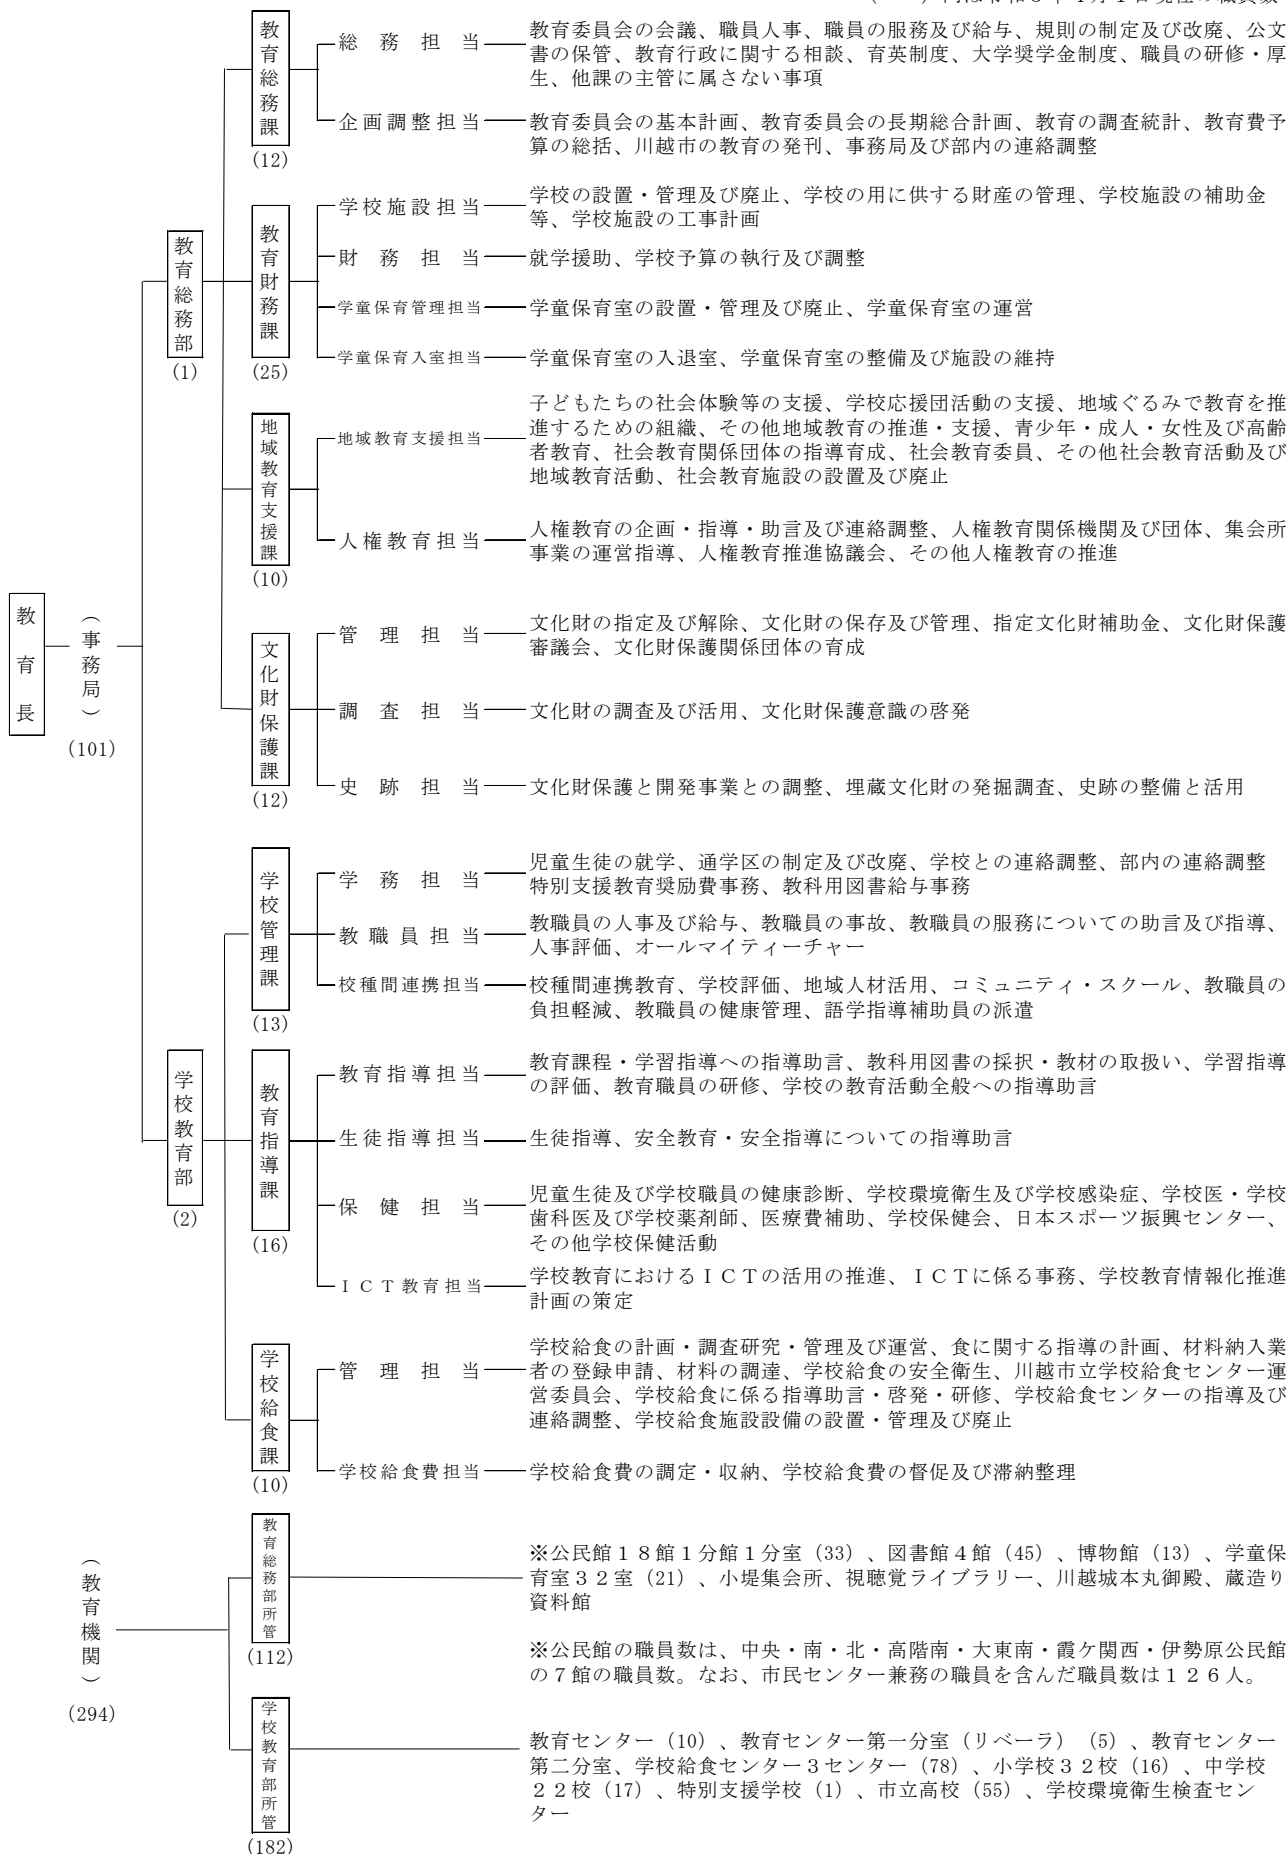 教育総務課
(12)
総務担当
教育委員会の会議、職員人事、職員の服務及び給与、規則の制定及び改廃、公文
書の保管、教育行政に関する相談、育英制度、大学奨学金制度、職員の研修・厚
生、他課の主管に属さない事項
企画調整担当
教育委員会の基本計画、教育委員会の長期総合計画、教育の調査統計、教育費予
算の総括、川越市の教育の発刊、事務局及び部内の連絡調整
教育総務部
(1)
教育財務課
(25)
学校施設担当
学校の設置・管理及び廃止、学校の用に供する財産の管理、学校施設の補助金
等、学校施設の工事計画
財務担当
就学援助、学校予算の執行及び調整
学童保育管理担当
学童保育室の設置・管理及び廃止、学童保育室の運営
学童保育入室担当
学童保育室の入退室、学童保育室の整備及び施設の維持
地域教育支援課
(10)
地域教育支援担当
子どもたちの社会体験等の支援、学校応援団活動の支援、地域ぐるみで教育を推
進するための組織、その他地域教育の推進・支援、青少年・成人・女性及び高齢
者教育、社会教育関係団体の指導育成、社会教育委員、その他社会教育活動及び
地域教育活動、社会教育施設の設置及び廃止
人権教育担当
人権教育の企画・指導・助言及び連絡調整、人権教育関係機関及び団体、集会所
事業の運営指導、人権教育推進協議会、その他人権教育の推進
教育長
（事務局）
(101)
文化財保護課
(12)
管理担当
文化財の指定及び解除、文化財の保存及び管理、指定文化財補助金、文化財保護
審議会、文化財保護関係団体の育成
調査担当
文化財の調査及び活用、文化財保護意識の啓発
史跡担当
文化財保護と開発事業との調整、埋蔵文化財の発掘調査、史跡の整備と活用
学校管理課
(13)
学務担当
児童生徒の就学、通学区の制定及び改廃、学校との連絡調整、部内の連絡調整
特別支援教育奨励費事務、教科用図書給与事務
教職員担当
教職員の人事及び給与、教職員の事故、教職員の服務についての助言及び指導、
人事評価、オールマイティーチャー
校種間連携担当
校種間連携教育、学校評価、地域人材活用、コミュニティ・スクール、教職員の
負担軽減、教職員の健康管理、語学指導補助員の派遣
学校教育部
(2)
教育指導課
(16)
教育指導担当
教育課程・学習指導への指導助言、教科用図書の採択・教材の取扱い、学習指導
の評価、教育職員の研修、学校の教育活動全般への指導助言
生徒指導担当
生徒指導、安全教育・安全指導についての指導助言
保健担当
児童生徒及び学校職員の健康診断、学校環境衛生及び学校感染症、学校医・学校
歯科医及び学校薬剤師、医療費補助、学校保健会、日本スポーツ振興センター、
その他学校保健活動
ＩＣＴ教育担当
学校教育におけるＩＣＴの活用の推進、ＩＣＴに係る事務、学校教育情報化推進
計画の策定
学校給食課
(10)
管理担当
学校給食の計画・調査研究・管理及び運営、食に関する指導の計画、材料納入業
者の登録申請、材料の調達、学校給食の安全衛生、川越市立学校給食センター運
営委員会、学校給食に係る指導助言・啓発・研修、学校給食センターの指導及び
連絡調整、学校給食施設設備の設置・管理及び廃止
学校給食費担当
学校給食費の調定・収納、学校給食費の督促及び滞納整理
（教育機関）
(294)
教育総務部所管
(112)
※公民館１８館１分館１分室（33）、図書館４館（45）、博物館（13）、学童保
育室３２室（21）、小堤集会所、視聴覚ライブラリー、川越城本丸御殿、蔵造り
資料館
※公民館の職員数は、中央・南・北・高階南・大東南・霞ケ関西・伊勢原公民館
の７館の職員数。なお、市民センター兼務の職員を含んだ職員数は１２６人。
学校教育部所管
(182)
教育センター（10）、教育センター第一分室（リベーラ）（5）、教育センター
第二分室、学校給食センター３センター（78）、小学校３２校（16）、中学校
２２校（17）、特別支援学校（1）、市立高校（55）、学校環境衛生検査セン
ター